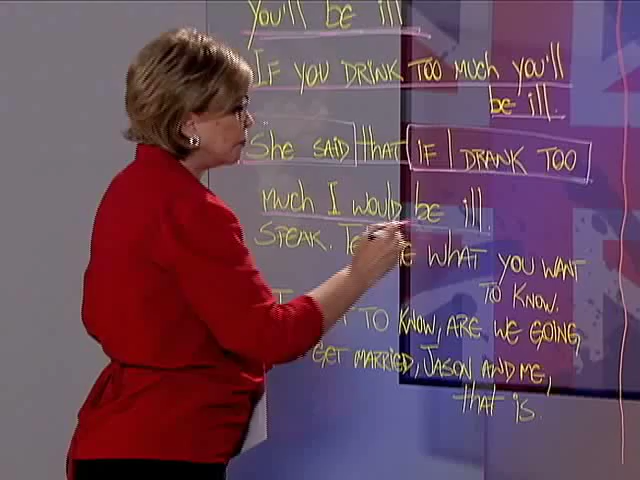 You'll be ill
If you drink too much you'll
be ill.
She said that if I drank too
much I would be ill.
Speak. what you want
to know.
to know, are we going
get married, Jason and me,
that is.